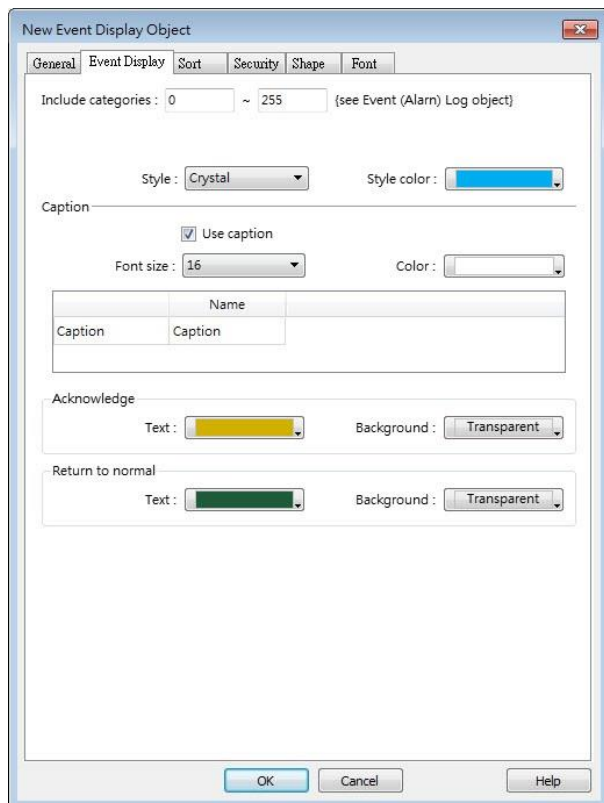 New Event Display Object
General Event Display Sort Security Shape Font
Include categories : 0 ~ 255 {see Event (Alarn) Log object}
Style : Crystal Style color :
Caption
Use caption
Font size : 16 Color :
Name
Caption Caption
Acknowledge
Text : Background : Transparent
Return to normal
Text : Background : Transparent
OK Cancel Help